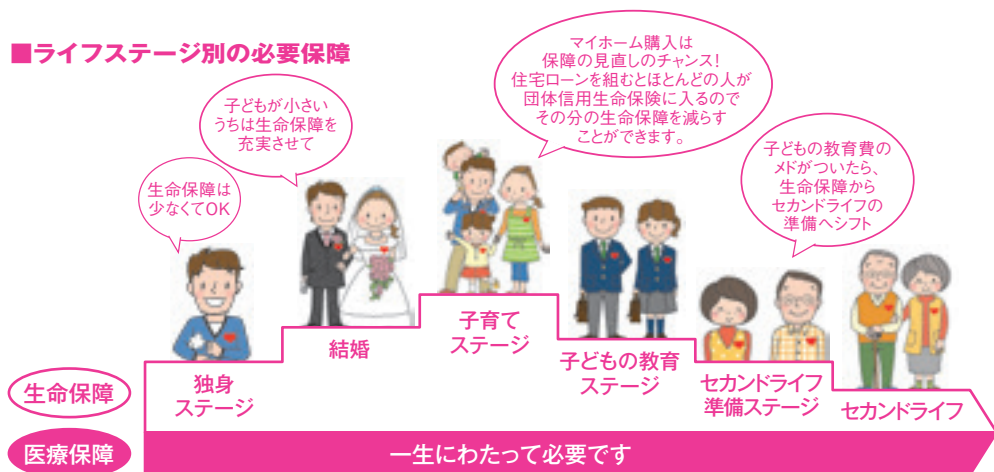 ■ライフステージ別の必要保障
生命保障は
少なくてOK
子どもが小さい
うちは生命保障を
充実させて
マイホーム購入は
保障の見直しのチャンス!
住宅ローンを組むとほとんどの人が
団体信用生命保険に入るので
その分の生命保障を減らす
ことができます。
子どもの教育費の
メドがついたら、
生命保障から
セカンドライフの
準備へシフト
生命保障
独身
ステージ
結婚
子育て
ステージ
子どもの教育
ステージ
セカンドライフ
準備ステージ
セカンドライフ
医療保障
一生にわたって必要です